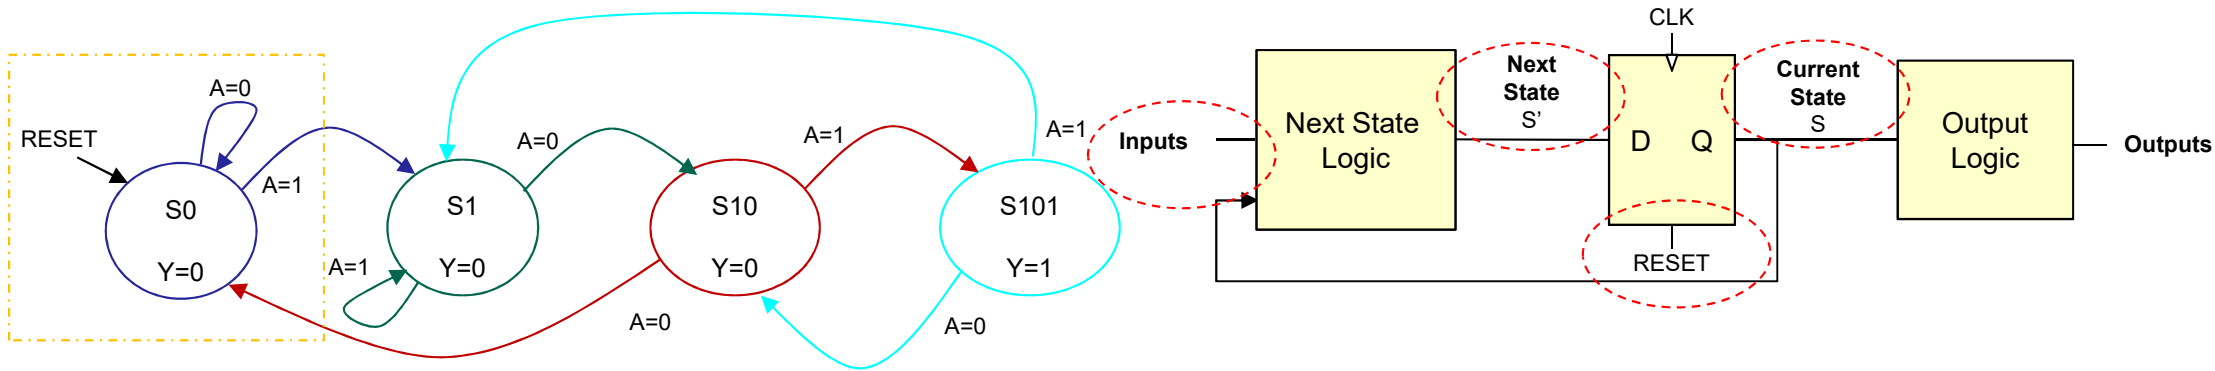 RESET
A=0
A=1
S0
Y=0
A=1
S1
Y=0
A=0
S10
Y=0
A=0
A=1
S101
Y=1
A=0
A=1
Inputs
Next State
Logic
Next
State
S'
CLK
D Q
RESET
Current
State
S
Output
Logic
Outputs